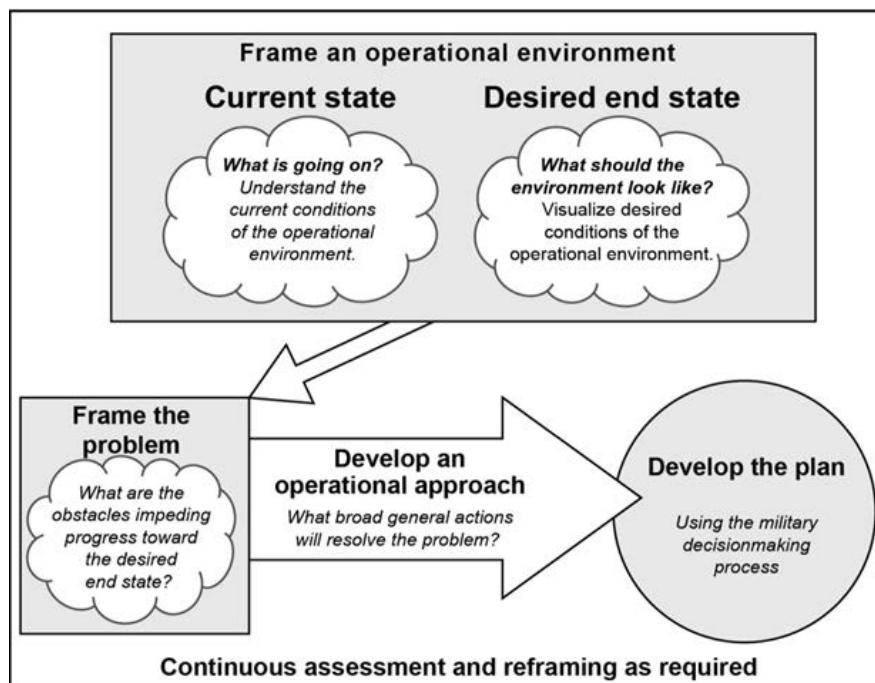 Frame an operational environment
Current state
Desired end state
What is going on?
Understand the
current conditions
of the operational
environment.
What should the
environment look like?
Visualize desired
conditions of the
operational environment.
Frame the
problem
What are the
obstacles impeding
progress toward
the desired
end state?
Develop an
operational approach
What broad general actions
will resolve the problem?
Develop the plan
Using the military
decisionmaking
process
Continuous assessment and reframing as required